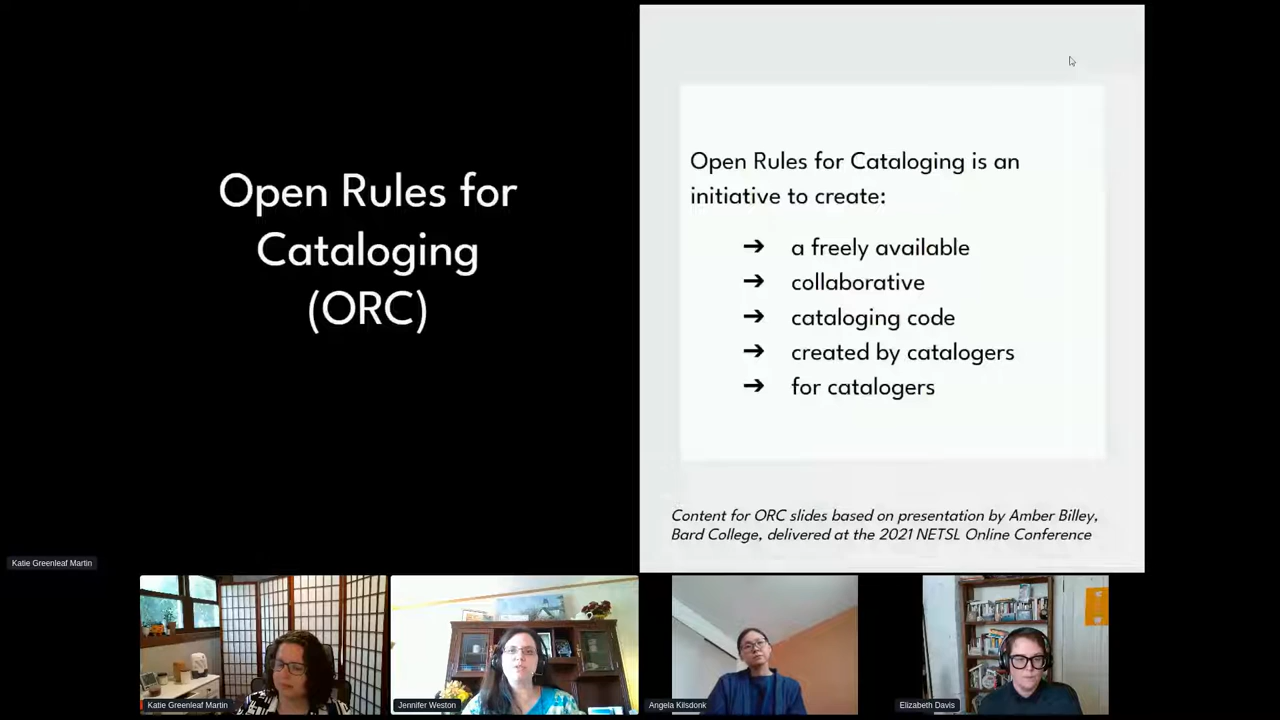 Open Rules for
Cataloging
(ORC)
Open Rules for Cataloging is an
initiative to create:
➔ a freely available
➔ collaborative
➔ cataloging code
➔ created by catalogers
➔ for catalogers
Content for ORC slides based on presentation by Amber Billey,
Bard College, delivered at the 2021 NETSL Online Conference
Katie Greenleaf Martin
Katie Greenleaf Martin
Jennifer Weston
Angela Kilsdonk
Elizabeth Davis